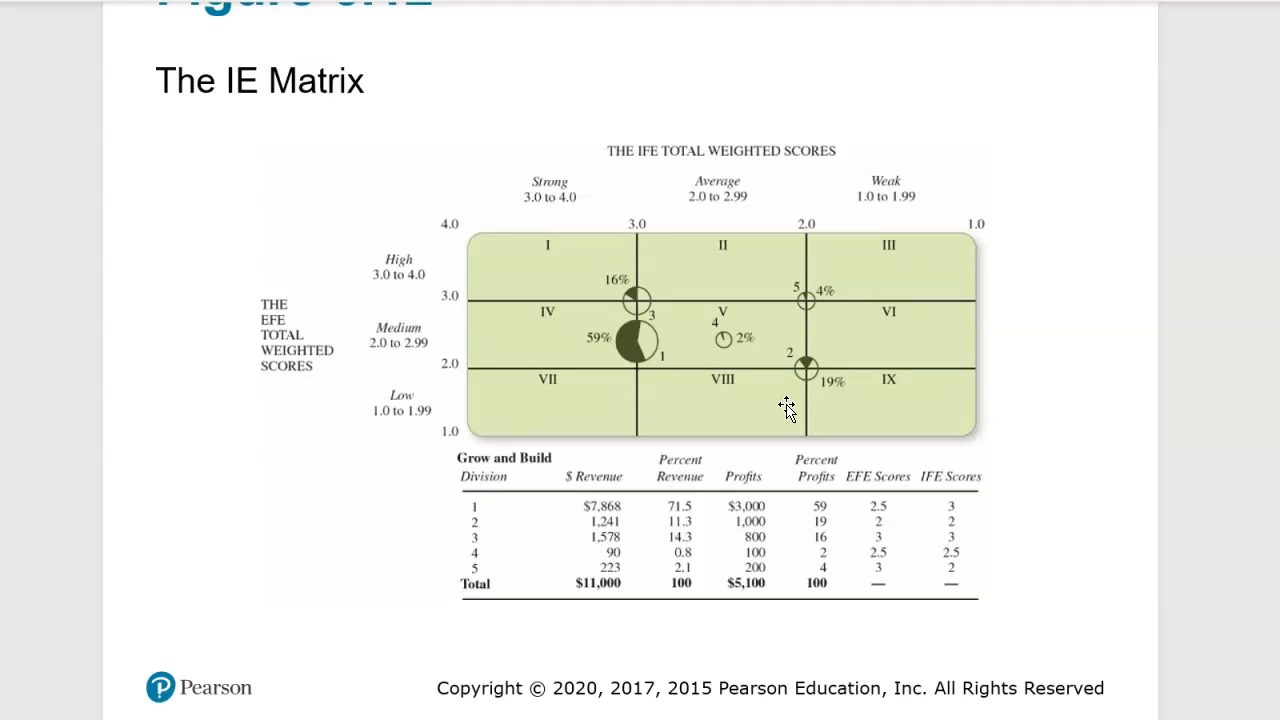 The IE Matrix
THE IFE TOTAL WEIGHTED SCORES
Strong Average Weak
3.0 to 4.0 2.0 to 2.99 1.0 to 1.99
4.0 3.0 2.0 1.0
I II III
High
3.0 to 4.0
16% 5 4%
3.0
THE
EFE
TOTAL
WEIGHTED
SCORES
IV 3 V VI
Medium
2.0 to 2.99
59% 1 4 2% 2
2.0
VII VIII 19% IX
Low
1.0 to 1.99
1.0
Grow and Build Percent Percent
Division $ Revenue Revenue Profits Profits EFE Scores IFE Scores
1 $7,868 71.5 $3,000 59 2.5 3
2 1,241 11.3 1,000 19 2 2
3 1,578 14.3 800 16 3 3
4 90 0.8 100 2 2.5 2.5
5 223 2.1 200 4 3 2
Total $11,000 100 $5,100 100 — —
Pearson
Copyright © 2020, 2017, 2015 Pearson Education, Inc. All Rights Reserved